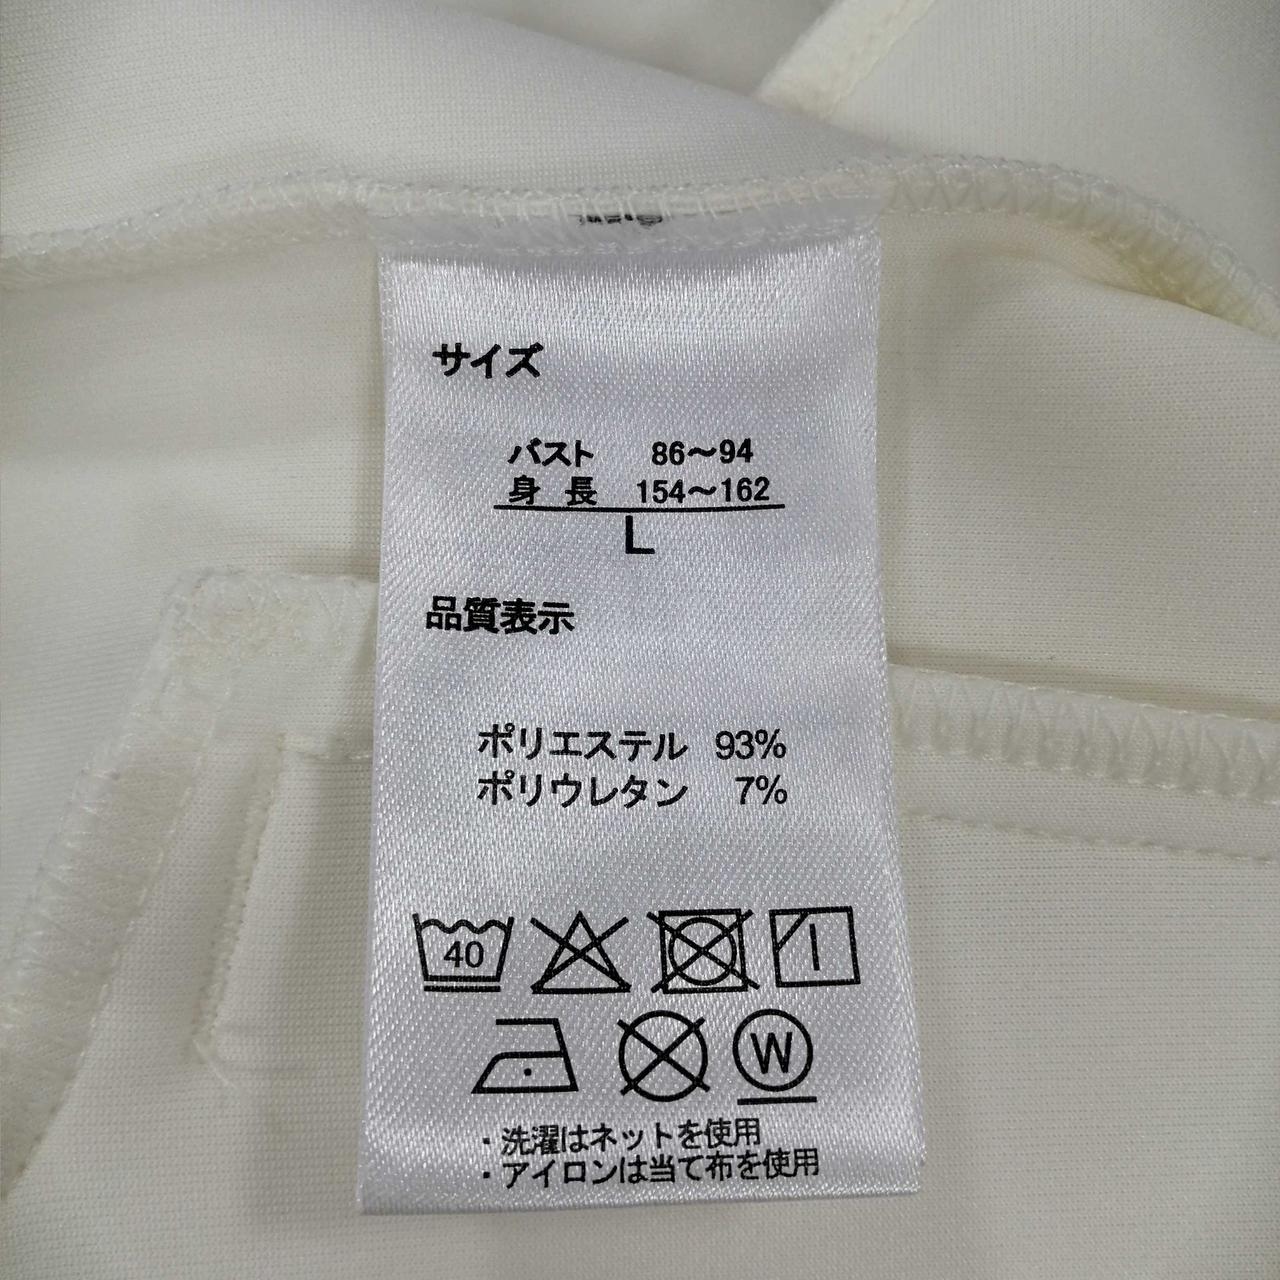 サイズ
バスト 86～94
身長 154～162
L
品質表示
ポリエステル 93%
ポリウレタン 7%
40
W
・洗濯はネットを使用
・アイロンは当て布を使用